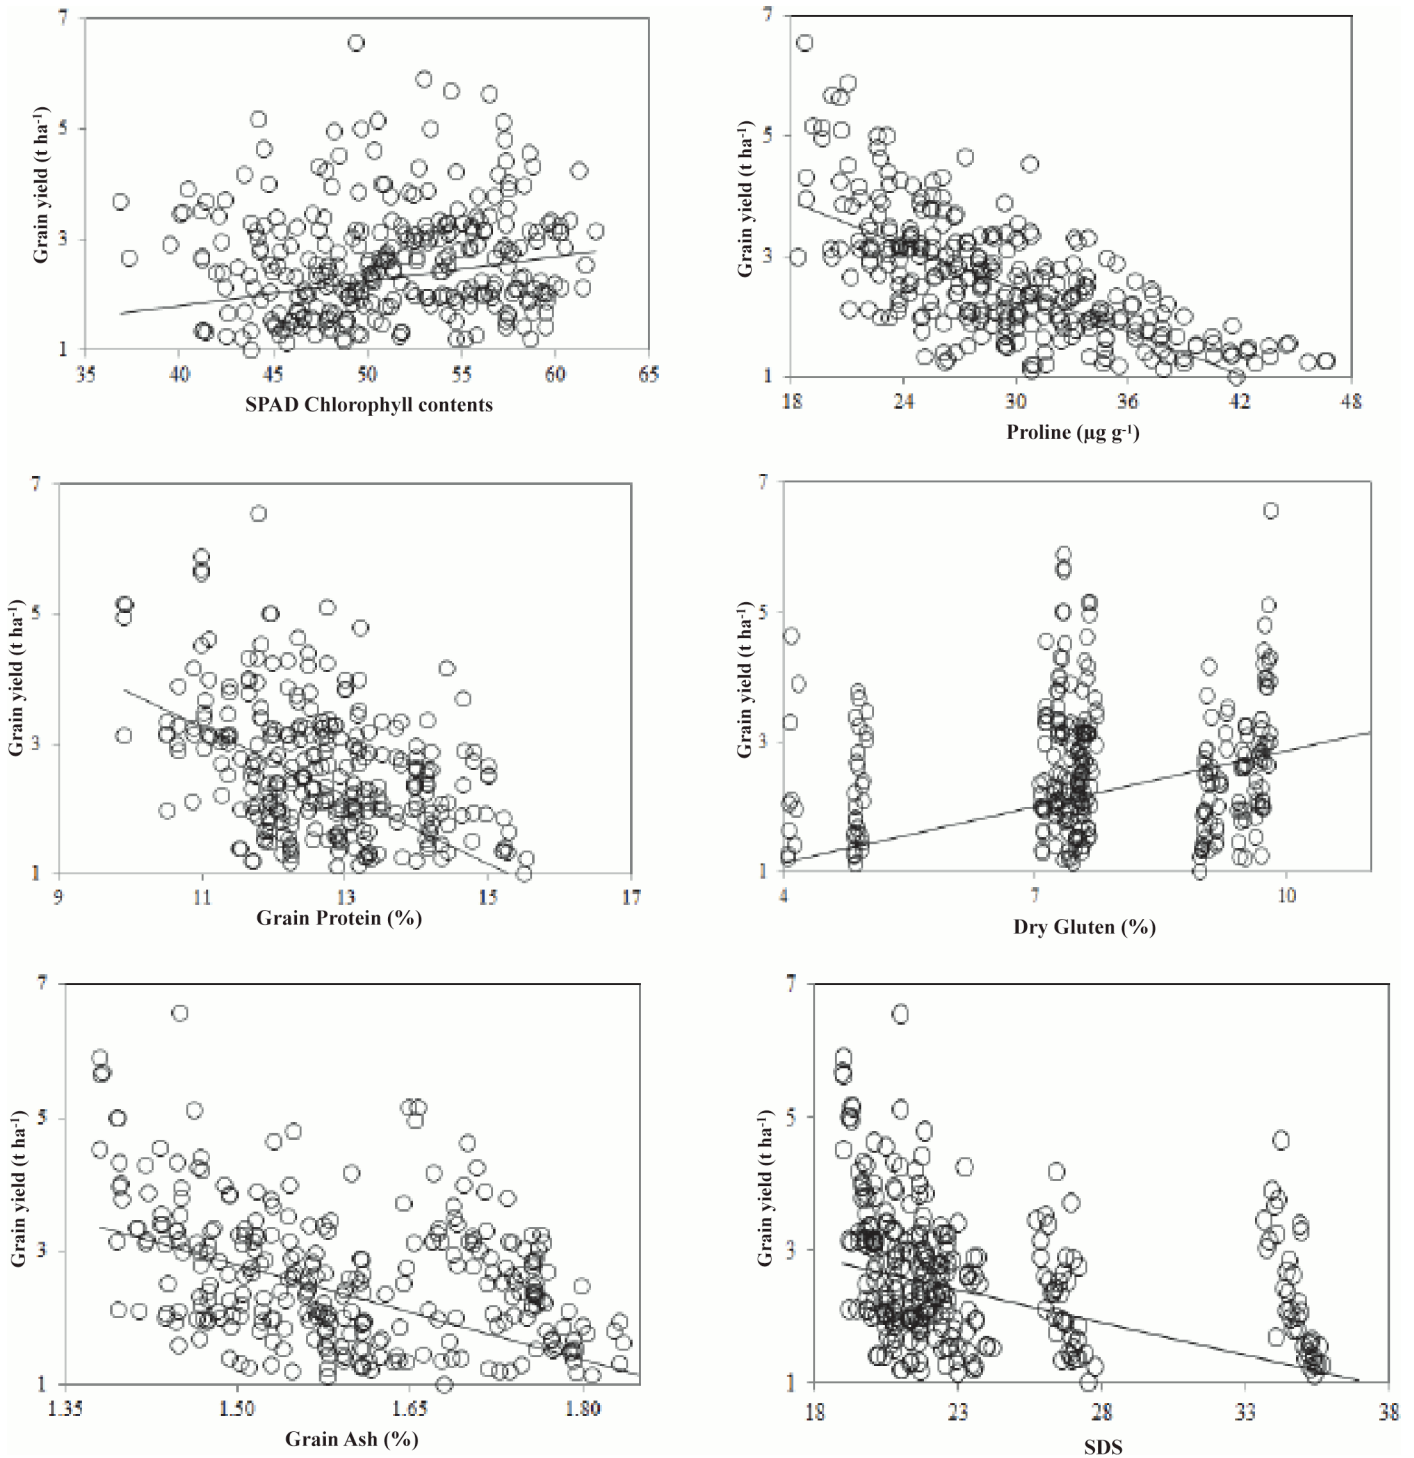 7
5
3
1
Grain yield (t ha-1)
35 40 45 50 55 60 65
SPAD Chlorophyll contents
7
5
3
1
Grain yield (t ha-1)
18 24 30 36 42 48
Proline (µg g-1)
7
5
3
1
Grain yield (t ha-1)
9 11 13 15 17
Grain Protein (%)
7
5
3
1
Grain yield (t ha-1)
4 7 10
Dry Gluten (%)
7
5
3
1
Grain yield (t ha-1)
1.35 1.50 1.65 1.80
Grain Ash (%)
7
5
3
1
Grain yield (t ha-1)
18 23 28 33 38
SDS